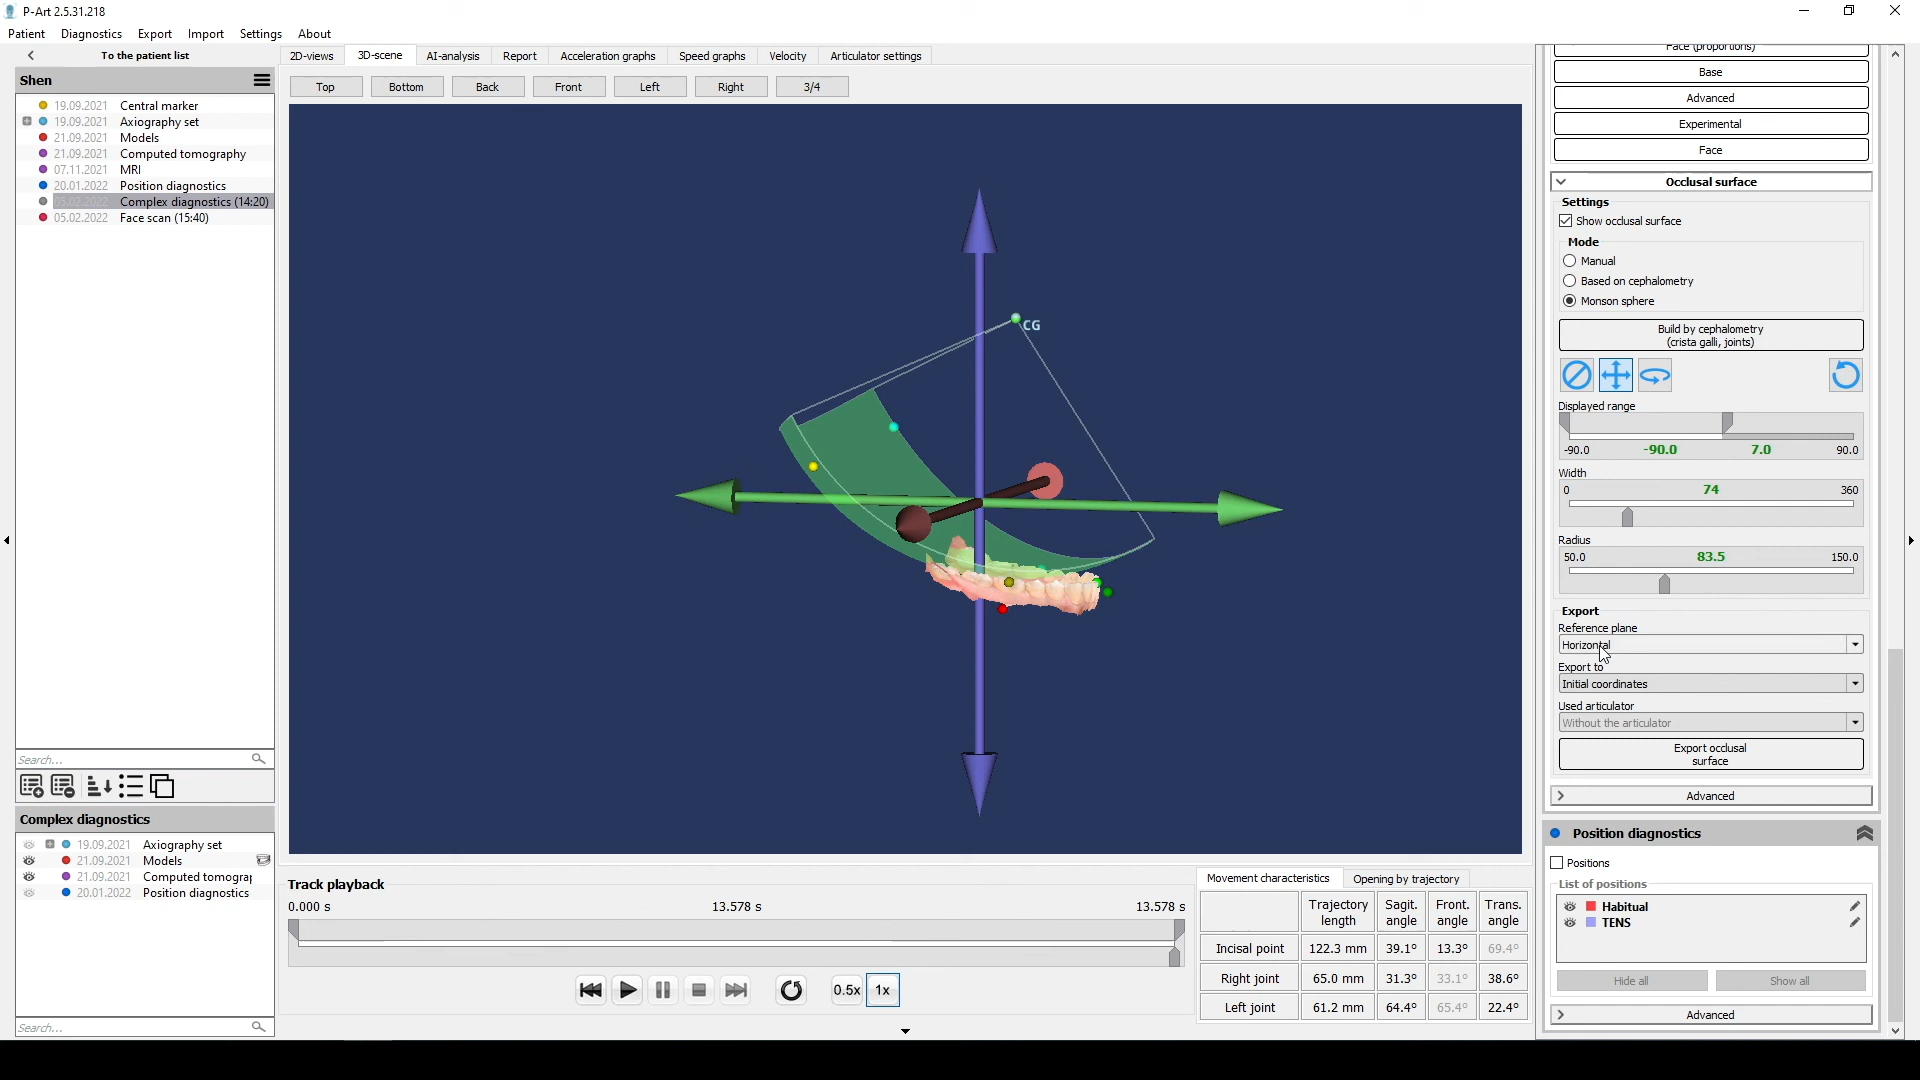 P-Art 2.5.31.218
Patient Diagnostics Export Import Settings About
To the patient list
Shen
19.09.2021 Central marker
19.09.2021 Axiography set
21.09.2021 Models
21.09.2021 Computed tomography
07.11.2021 MRI
20.01.2022 Position diagnostics
05.02.2022 Complex diagnostics (14:20)
05.02.2022 Face scan (15:40)
Search...
Complex diagnostics
19.09.2021 Axiography set
21.09.2021 Models
21.09.2021 Computed tomograp
20.01.2022 Position diagnostics
Search...
2D-views 3D-scene AI-analysis Report Acceleration graphs Speed graphs Velocity Articulator settings
Top Bottom Back Front Left Right 3/4
CG
Track playback
0.000 s 13.578 s 13.578 s
0.5x 1x
Movement characteristics Opening by trajectory
Trajectory length Sagit. angle Front. angle Trans. angle
Incisal point 122.3 mm 39.1° 13.3° 69.4°
Right joint 65.0 mm 31.3° 33.1° 38.6°
Left joint 61.2 mm 64.4° 65.4° 22.4°
Face (proportions)
Base
Advanced
Experimental
Face
Occlusal surface
Settings
Show occlusal surface
Mode
Manual
Based on cephalometry
Monson sphere
Build by cephalometry
(crista galli, joints)
Displayed range
-90.0 -90.0 7.0 90.0
Width
0 74 360
Radius
50.0 83.5 150.0
Export
Reference plane
Horizontal
Export to
Initial coordinates
Used articulator
Without the articulator
Export occlusal
surface
Advanced
Position diagnostics
Positions
List of positions
Habitual
TENS
Hide all Show all
Advanced